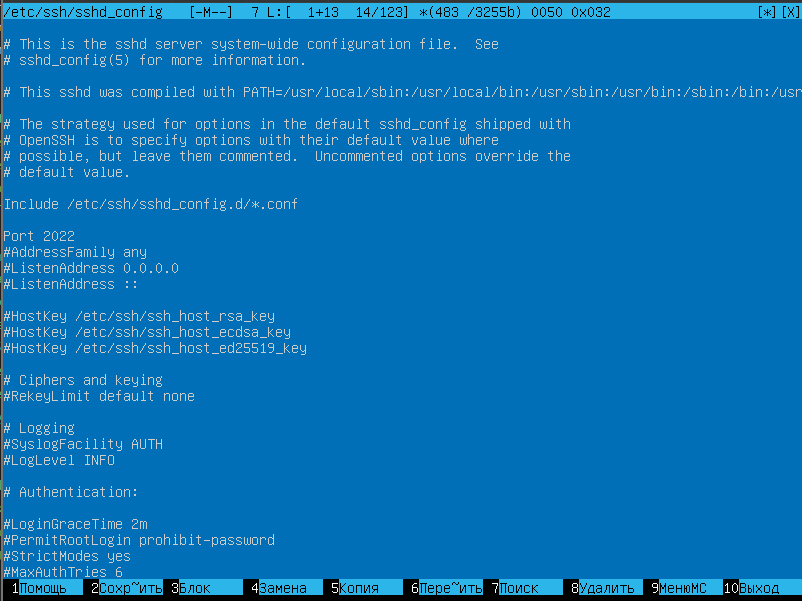 /etc/ssh/sshd_config [-M--] 7 L:[ 1+13 14/123] *(483 /3255b) 0050 0x032 [*][X]
# This is the sshd server system-wide configuration file. See
# sshd_config(5) for more information.
# This sshd was compiled with PATH=/usr/local/sbin:/usr/local/bin:/usr/sbin:/usr/bin:/sbin:/bin:/usr
# The strategy used for options in the default sshd_config shipped with
# OpenSSH is to specify options with their default value where
# possible, but leave them commented. Uncommented options override the
# default value.
Include /etc/ssh/sshd_config.d/*.conf
Port 2022
#AddressFamily any
#ListenAddress 0.0.0.0
#ListenAddress ::
#HostKey /etc/ssh/ssh_host_rsa_key
#HostKey /etc/ssh/ssh_host_ecdsa_key
#HostKey /etc/ssh/ssh_host_ed25519_key
# Ciphers and keying
#RekeyLimit default none
# Logging
#SyslogFacility AUTH
#LogLevel INFO
# Authentication:
#LoginGraceTime 2m
#PermitRootLogin prohibit-password
#StrictModes yes
#MaxAuthTries 6
1Помощь 2Сохр~ить 3Блок 4Замена 5Копия 6Пере~ить 7Поиск 8Удалить 9МенюМС 10Выход